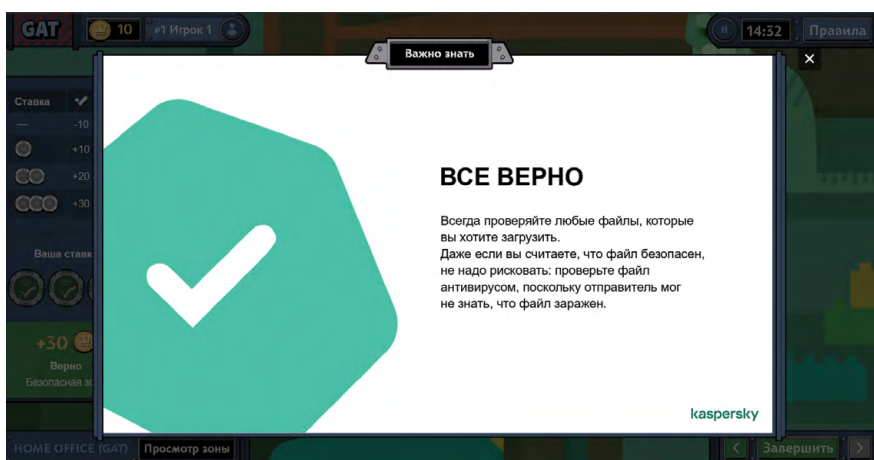 GAT
10
#1 Игрок 1
14:32
Правила
Важно знать
Ставка
— -10
+10
+20
+30
Ваша
+30
Верно
Безопасная
ВСЕ ВЕРНО
Всегда проверяйте любые файлы, которые
вы хотите загрузить.
Даже если вы считаете, что файл безопасен,
не надо рисковать: проверьте файл
антивирусом, поскольку отправитель мог
не знать, что файл заражен.
kaspersky
HOME OFFICE (GAT)
Просмотр зоны
Завершить